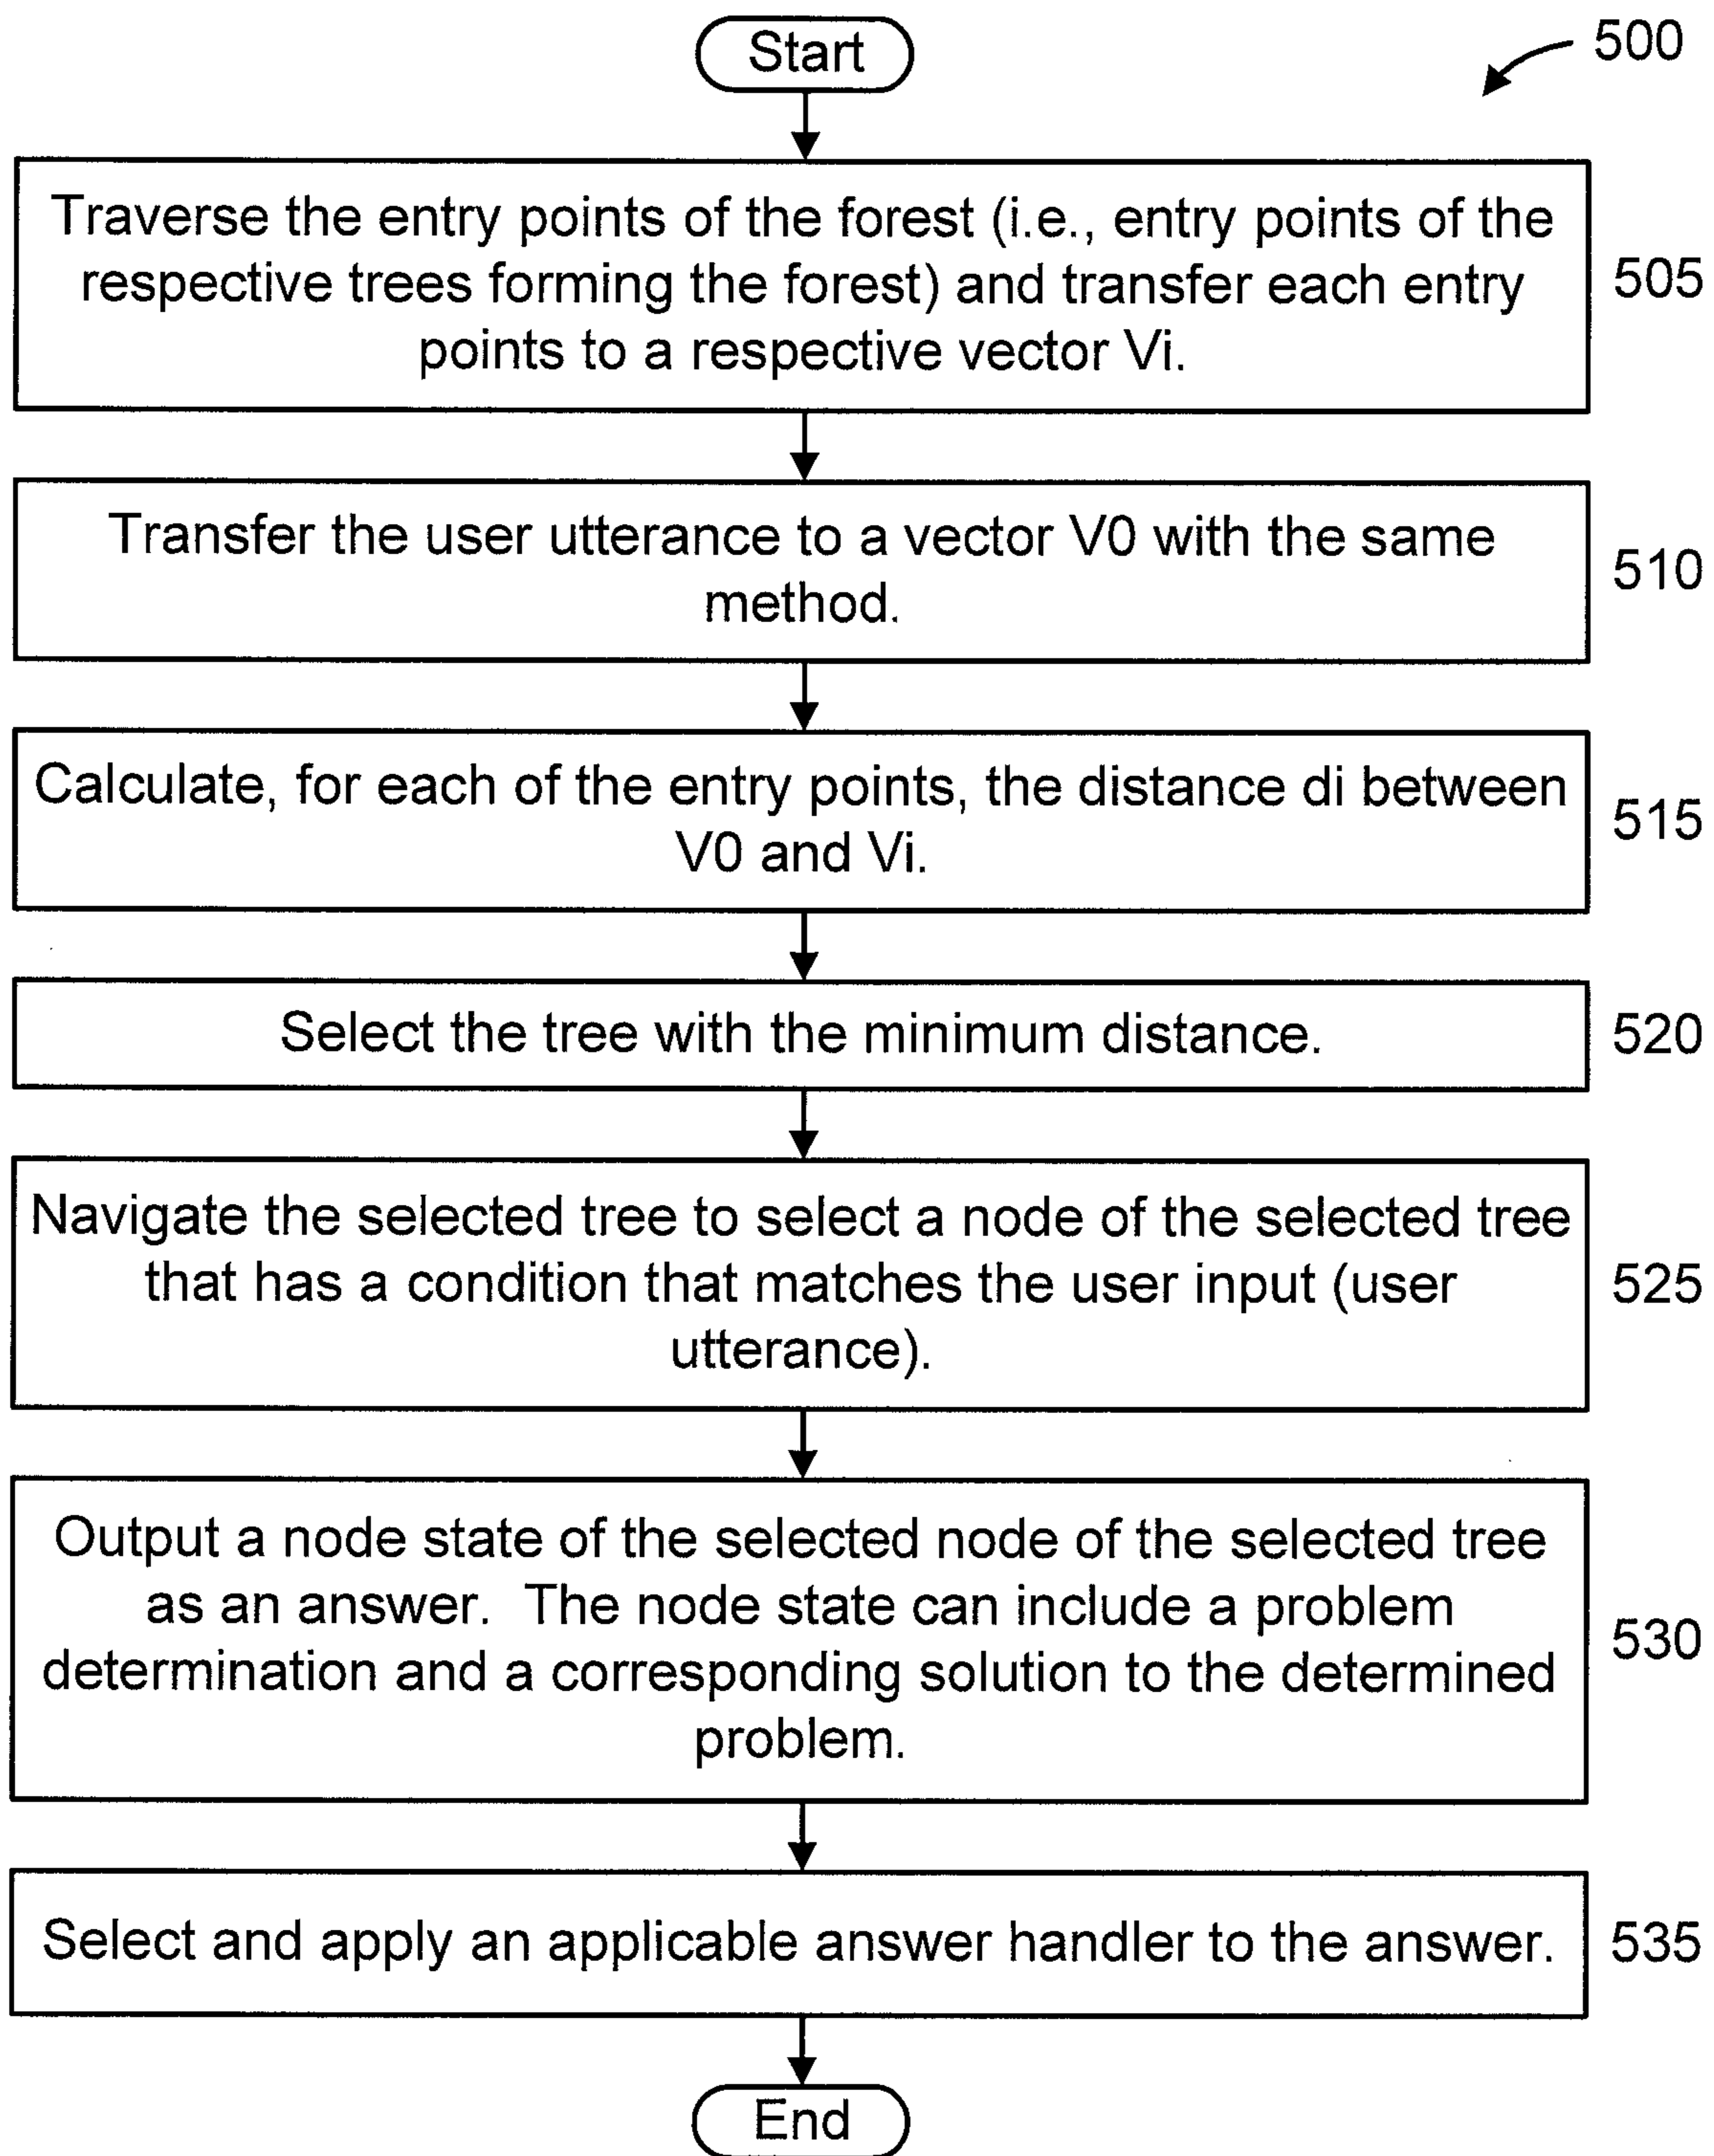 Start
500
Traverse the entry points of the forest (i.e., entry points of the
respective trees forming the forest) and transfer each entry
points to a respective vector Vi.
505
Transfer the user utterance to a vector V0 with the same
method.
510
Calculate, for each of the entry points, the distance di between
V0 and Vi.
515
Select the tree with the minimum distance.
520
Navigate the selected tree to select a node of the selected tree
that has a condition that matches the user input (user
utterance).
525
Output a node state of the selected node of the selected tree
as an answer.  The node state can include a problem
determination and a corresponding solution to the determined
problem.
530
Select and apply an applicable answer handler to the answer.
535
End